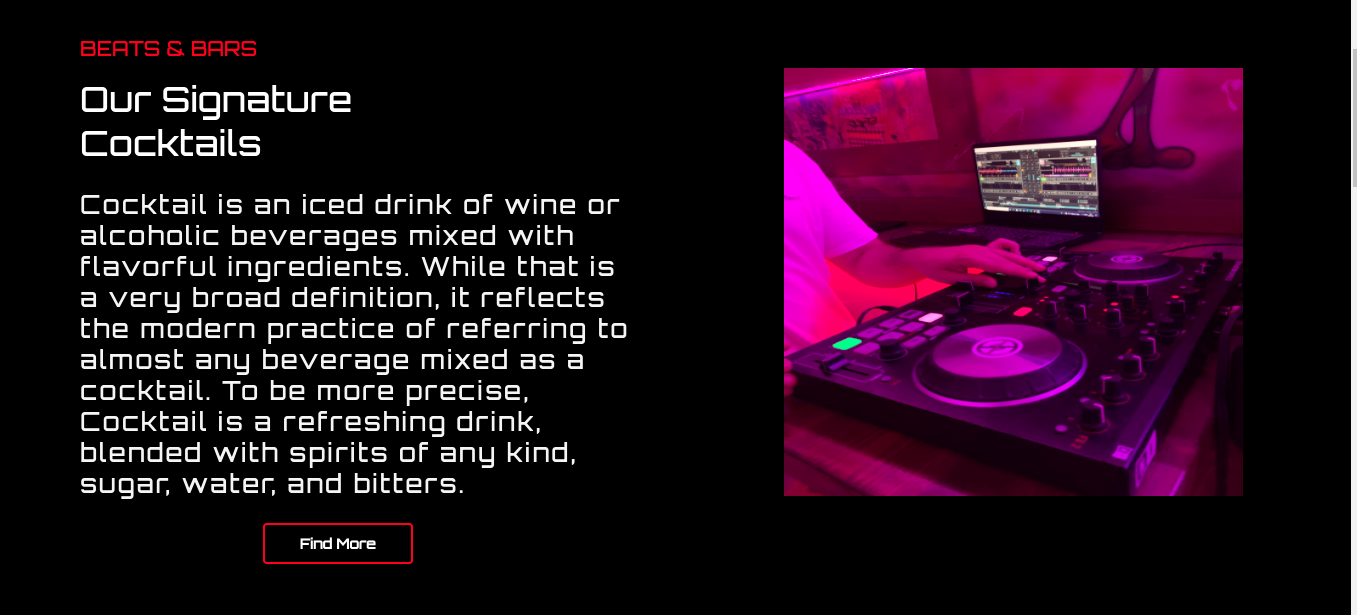 BEATS & BARS
Our Signature
Cocktails
Cocktail is an iced drink of wine or
alcoholic beverages mixed with
flavorful ingredients. While that is
a very broad definition, it reflects
the modern practice of referring to
almost any beverage mixed as a
cocktail. To be more precise,
Cocktail is a refreshing drink,
blended with spirits of any kind,
sugar, water, and bitters.
Find More